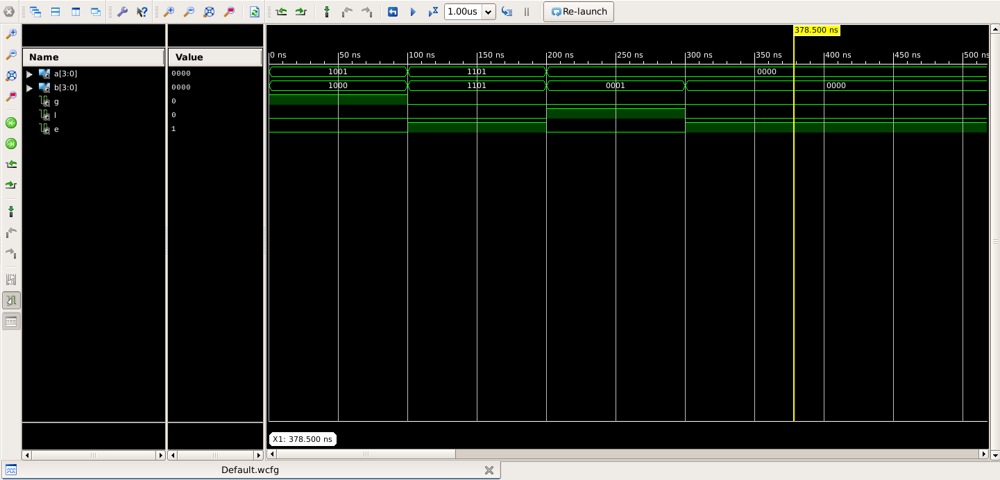 1.00us Re-launch
378.500 ns
Name Value
0 ns 50 ns 100 ns 150 ns 200 ns 250 ns 300 ns 350 ns 400 ns 450 ns 500 ns
a[3:0] 0000 1001 1101 0000
b[3:0] 0000 1000 1101 0001 0000
g 0
l 0
e 1
X1: 378.500 ns
Default.wcfg